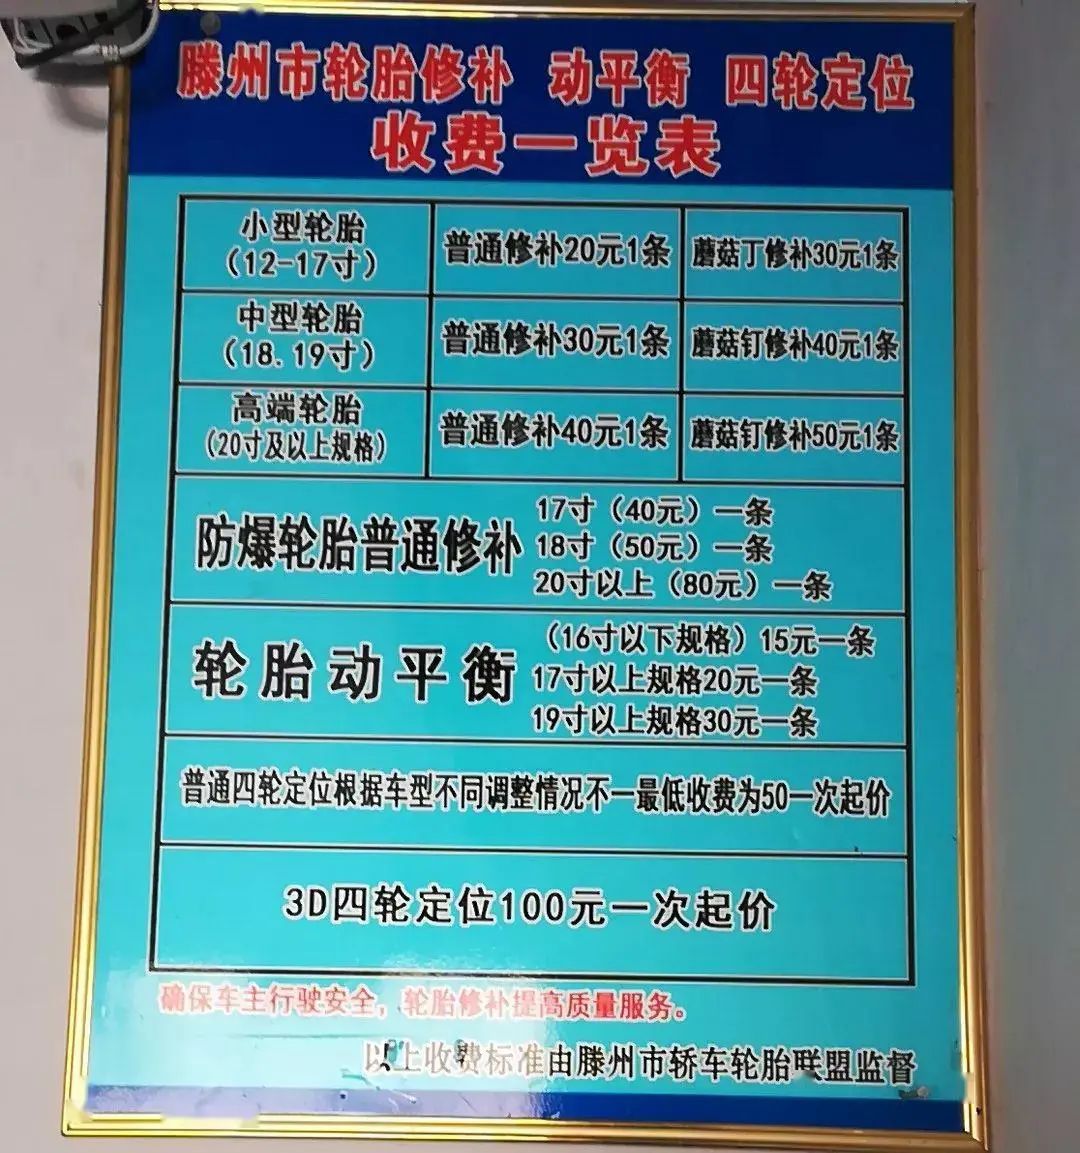 滕州市轮胎修补 动平衡 四轮定位
收费一览表
小型轮胎
(12-17寸)
普通修补20元1条
蘑菇丁修补30元1条
中型轮胎
(18.19寸)
普通修补30元1条
蘑菇钉修补40元1条
高端轮胎
(20寸及以上规格)
普通修补40元1条
蘑菇钉修补50元1条
防爆轮胎普通修补
17寸(40元)一条
18寸(50元)一条
20寸以上(80元)一条
轮胎动平衡
(16寸以下规格)15元一条
17寸以上规格20元一条
19寸以上规格30元一条
普通四轮定位根据车型不同调整情况不一最低收费为50一次起价
3D四轮定位100元一次起价
确保车主行驶安全，轮胎修补提高质量服务。
以上收费标准由滕州市轿车轮胎联盟监督